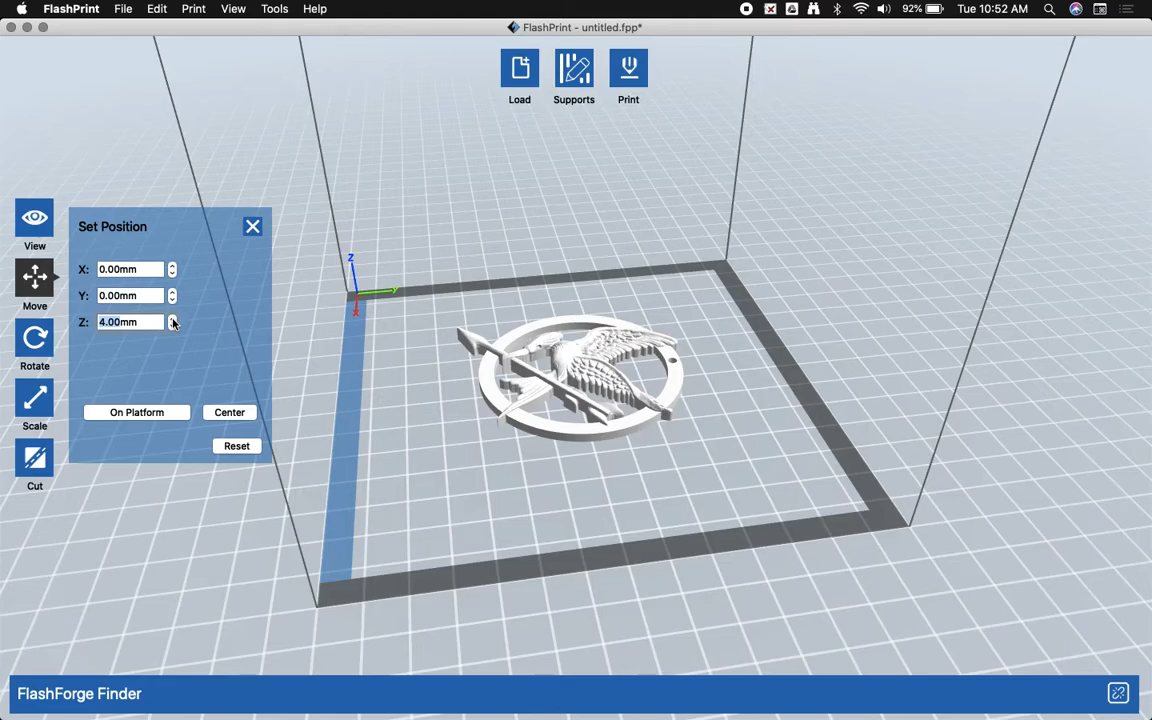 FlashPrint File Edit Print View Tools Help 92% Tue 10:52 AM
FlashPrint - untitled.fpp*
Load Supports Print
View
Move
Rotate
Scale
Cut
Set Position
X: 0.00mm
Y: 0.00mm
Z: 4.00mm
On Platform Center
Reset
Z
X
FlashForge Finder